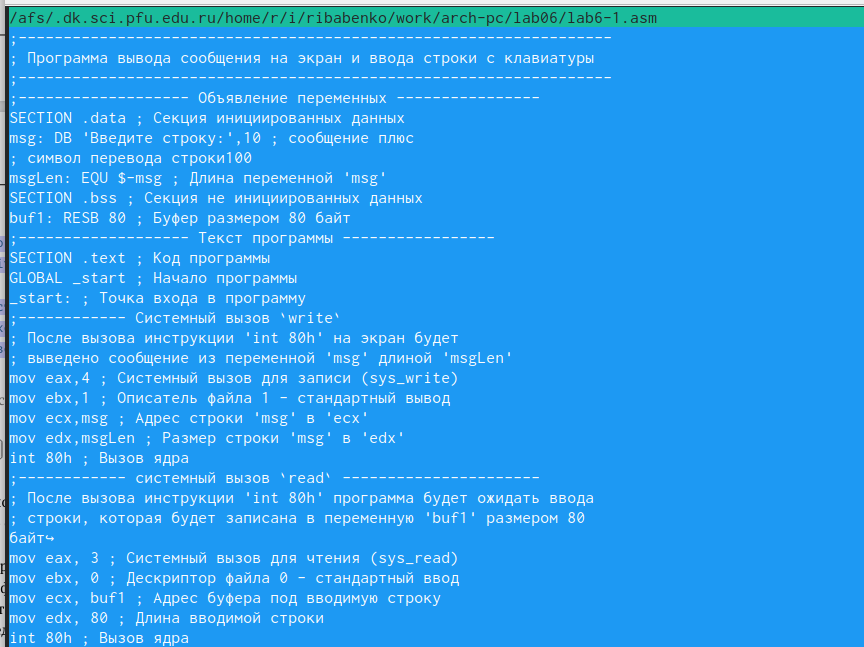 /afs/.dk.sci.pfu.edu.ru/home/r/i/ribabenko/work/arch-pc/lab06/lab6-1.asm
;------------------------------------------------------------------
; Программа вывода сообщения на экран и ввода строки с клавиатуры
;------------------------------------------------------------------
;------------------- Объявление переменных ----------------
SECTION .data ; Секция инициированных данных
msg: DB 'Введите строку:',10 ; сообщение плюс
; символ перевода строки100
msgLen: EQU $-msg ; Длина переменной 'msg'
SECTION .bss ; Секция не инициированных данных
buf1: RESB 80 ; Буфер размером 80 байт
;------------------- Текст программы -----------------
SECTION .text ; Код программы
GLOBAL _start ; Начало программы
_start: ; Точка входа в программу
;------------ Системный вызов `write`
; После вызова инструкции 'int 80h' на экран будет
; выведено сообщение из переменной 'msg' длиной 'msgLen'
mov eax,4 ; Системный вызов для записи (sys_write)
mov ebx,1 ; Описатель файла 1 - стандартный вывод
mov ecx,msg ; Адрес строки 'msg' в 'ecx'
mov edx,msgLen ; Размер строки 'msg' в 'edx'
int 80h ; Вызов ядра
;------------ системный вызов `read` ----------------------
; После вызова инструкции 'int 80h' программа будет ожидать ввода
; строки, которая будет записана в переменную 'buf1' размером 80
байт↪
mov eax, 3 ; Системный вызов для чтения (sys_read)
mov ebx, 0 ; Дескриптор файла 0 - стандартный ввод
mov ecx, buf1 ; Адрес буфера под вводимую строку
mov edx, 80 ; Длина вводимой строки
int 80h ; Вызов ядра